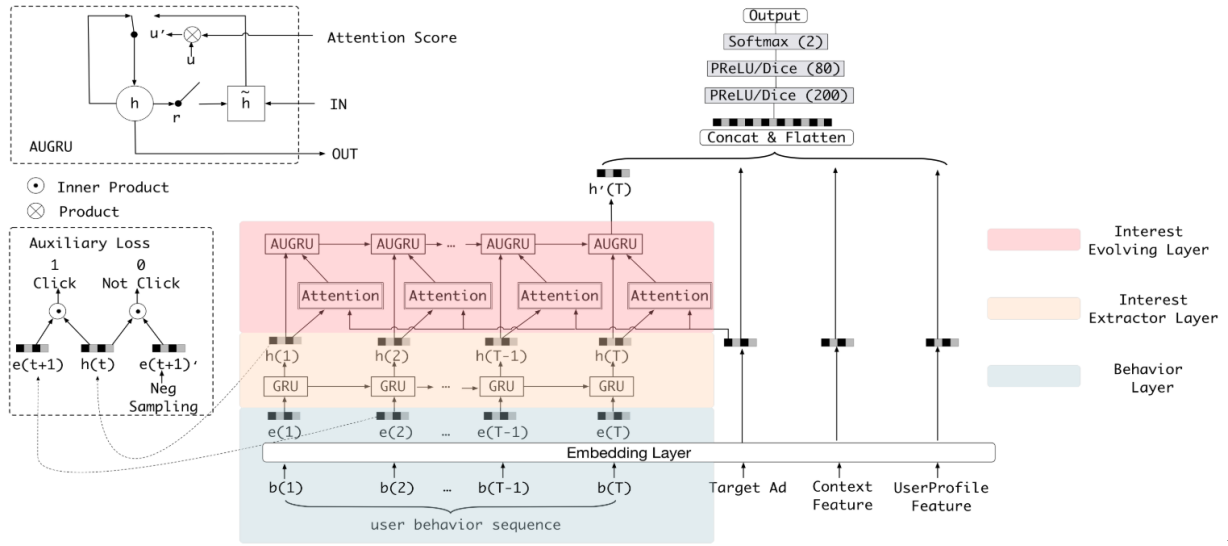 Output
Softmax (2)
PReLU/Dice (80)
PReLU/Dice (200)
Concat & Flatten
u′
u
Attention Score
h
r
h̃
IN
AUGRU
OUT
Inner Product
Product
h′(T)
Auxiliary Loss
1 0
Click Not Click
e(t+1) h(t) e(t+1)′
Neg
Sampling
AUGRU AUGRU … AUGRU AUGRU
Attention Attention Attention Attention
h(1) h(2) h(T-1) h(T)
GRU GRU … GRU GRU
e(1) e(2) … e(T-1) e(T)
Embedding Layer
b(1) b(2) … b(T-1) b(T)
user behavior sequence
Target Ad
Context
Feature
UserProfile
Feature
Interest
Evolving Layer
Interest
Extractor Layer
Behavior
Layer